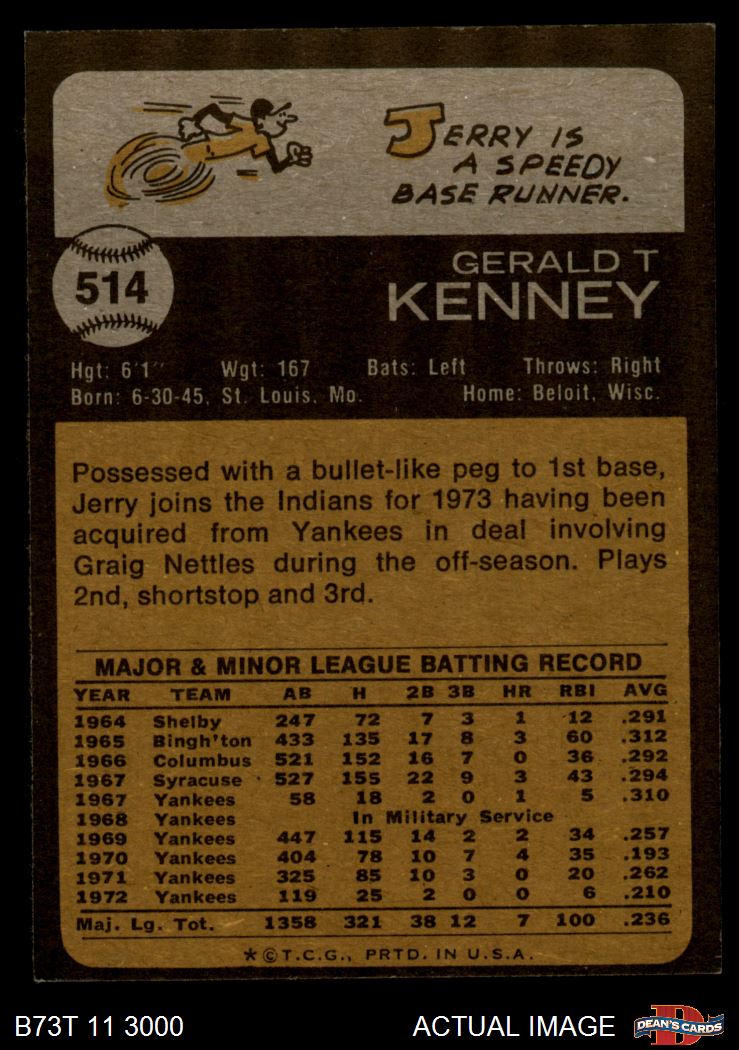 JERRY IS
A SPEEDY
BASE RUNNER.
514
GERALD T
KENNEY
Hgt: 6'1" Wgt: 167 Bats: Left Throws: Right
Born: 6-30-45, St. Louis, Mo. Home: Beloit, Wisc.
Possessed with a bullet-like peg to 1st base,
Jerry joins the Indians for 1973 having been
acquired from Yankees in deal involving
Graig Nettles during the off-season. Plays
2nd, shortstop and 3rd.
MAJOR & MINOR LEAGUE BATTING RECORD
YEAR TEAM AB H 2B 3B HR RBI AVG
1964 Shelby 247 72 7 3 1 12 .291
1965 Bingh'ton 433 135 17 8 3 60 .312
1966 Columbus 521 152 16 7 0 36 .292
1967 Syracuse 527 155 22 9 3 43 .294
1967 Yankees 58 18 2 0 1 5 .310
1968 Yankees In Military Service
1969 Yankees 447 115 14 2 2 34 .257
1970 Yankees 404 78 10 7 4 35 .193
1971 Yankees 325 85 10 3 0 20 .262
1972 Yankees 119 25 2 0 0 6 .210
Maj. Lg. Tot. 1358 321 38 12 7 100 .236
*©T.C.G., PRTD. IN U.S.A.
B73T 11 3000 ACTUAL IMAGE D DEAN'S CARDS